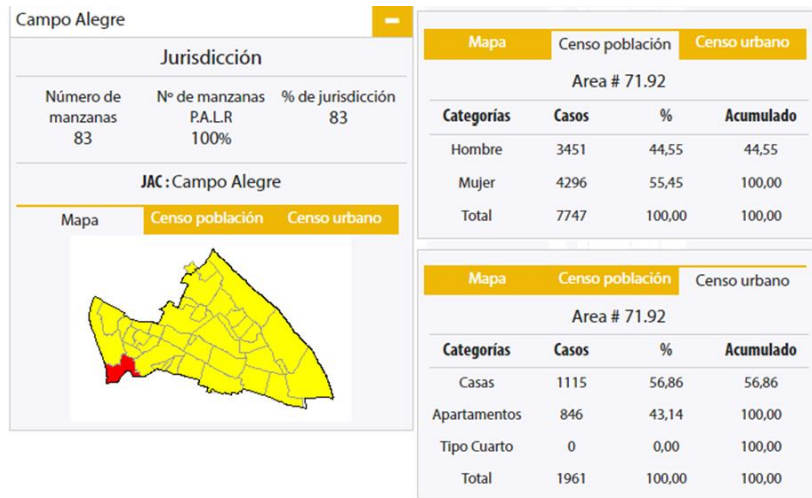 Campo Alegre
Jurisdicción
Número de manzanas Nº de manzanas P.A.L.R % de jurisdicción
83 100% 83
JAC : Campo Alegre
Mapa Censo población Censo urbano
Mapa Censo población Censo urbano
Area # 71.92
Categorías Casos % Acumulado
Hombre 3451 44,55 44,55
Mujer 4296 55,45 100,00
Total 7747 100,00 100,00
Mapa Censo población Censo urbano
Area # 71.92
Categorías Casos % Acumulado
Casas 1115 56,86 56,86
Apartamentos 846 43,14 100,00
Tipo Cuarto 0 0,00 100,00
Total 1961 100,00 100,00